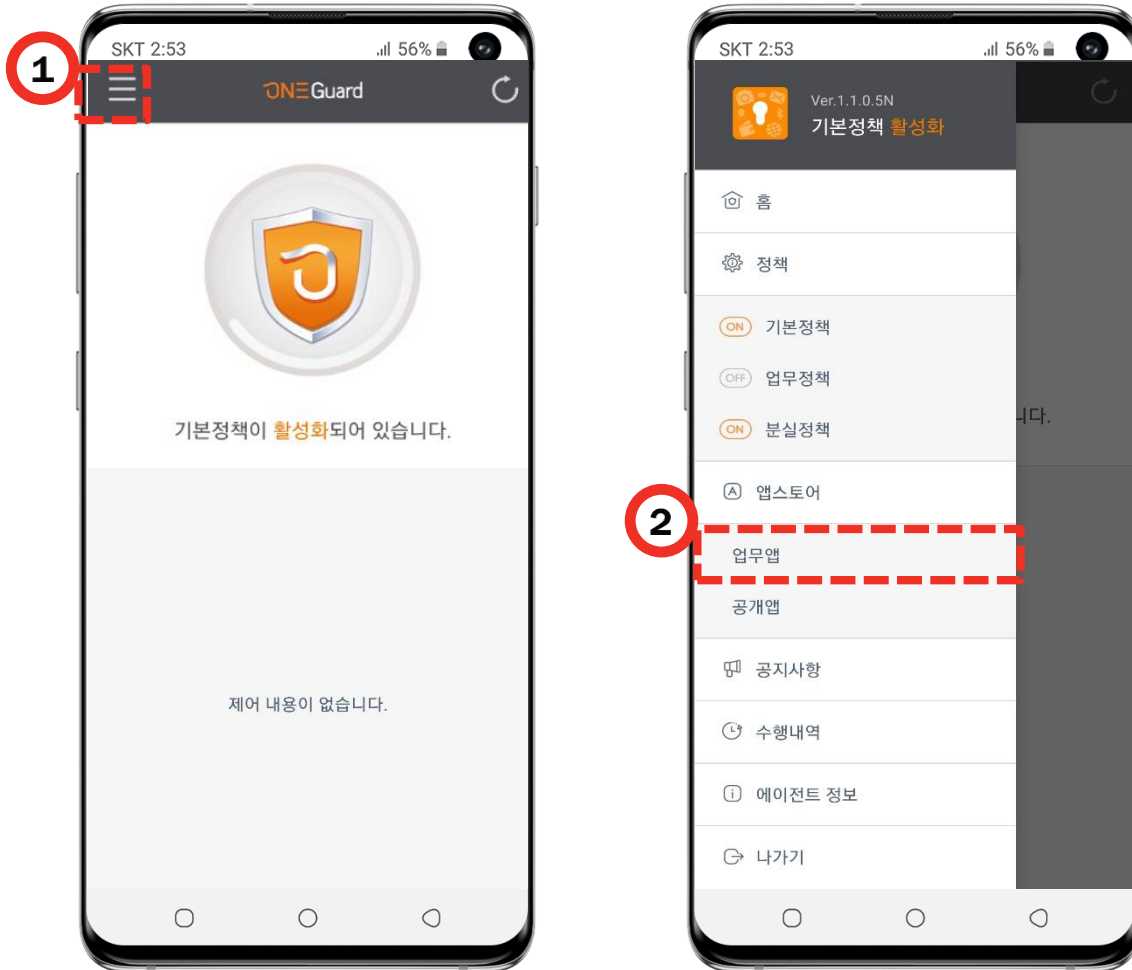 1
SKT 2:53
56%
ONEGuard
기본정책이 활성화되어 있습니다.
제어 내용이 없습니다.
SKT 2:53
56%
Ver.1.1.0.5N
기본정책 활성화
홈
정책
ON 기본정책
OFF 업무정책
ON 분실정책
니다.
A 앱스토어
2
업무앱
공개앱
공지사항
수행내역
에이전트 정보
나가기